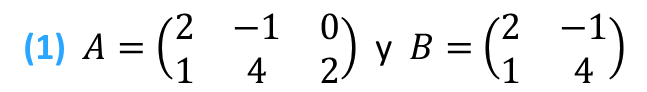 (1) A = (2 −1 0; 1 4 2) y B = (2 −1; 1 4)